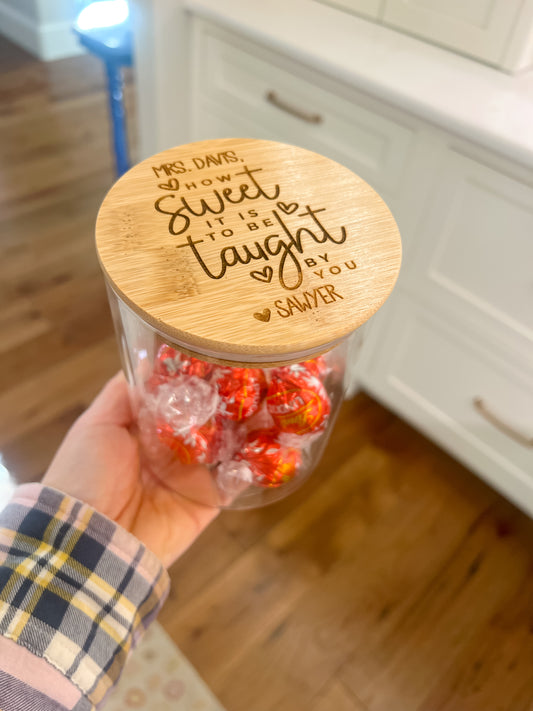 MRS. DAVIS,
HOW
Sweet
IT IS
TO BE
taught
BY
YOU
SAWYER